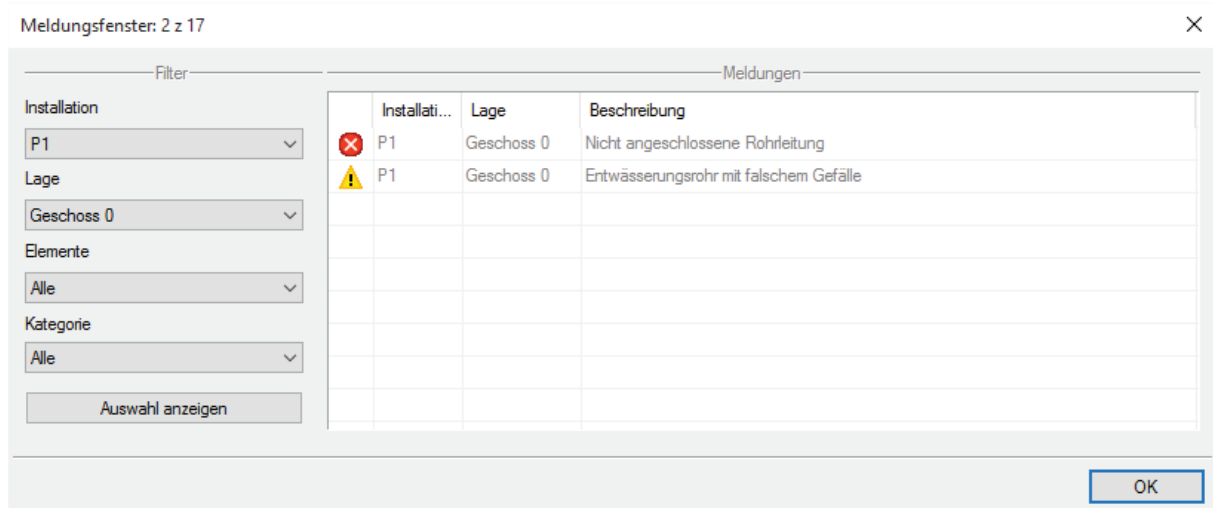 Meldungsfenster: 2 z 17
Filter
Meldungen
Installation
P1
Lage
Geschoss 0
Elemente
Alle
Kategorie
Alle
Auswahl anzeigen
Installati... Lage Beschreibung
P1 Geschoss 0 Nicht angeschlossene Rohrleitung
P1 Geschoss 0 Entwässerungsrohr mit falschem Gefälle
OK